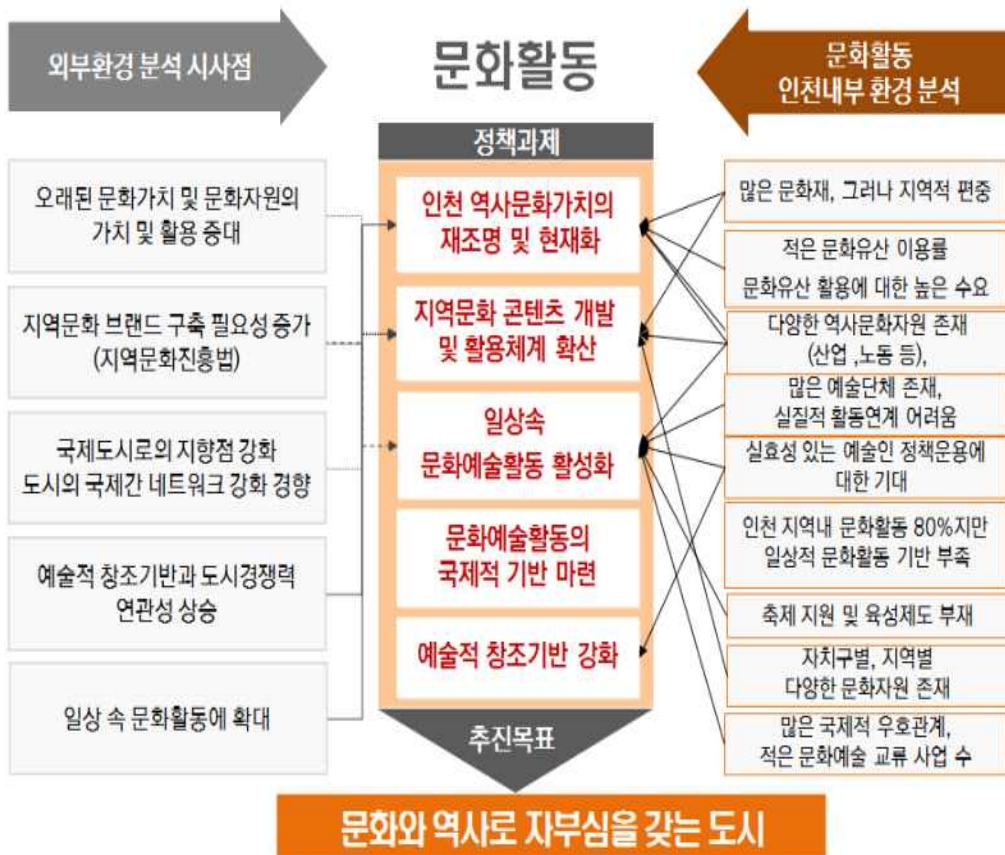 외부환경 분석 시사점
문화활동
문화활동
인천내부 환경 분석
정책과제
오래된 문화가치 및 문화자원의
가치 및 활용 증대
지역문화 브랜드 구축 필요성 증가
(지역문화진흥법)
국제도시로의 지향점 강화
도시의 국제간 네트워크 강화 경향
예술적 창조기반과 도시경쟁력
연관성 상승
일상 속 문화활동에 확대
인천 역사문화가치의
재조명 및 현재화
지역문화 콘텐츠 개발
및 활용체계 확산
일상속
문화예술활동 활성화
문화예술활동의
국제적 기반 마련
예술적 창조기반 강화
많은 문화재, 그러나 지역적 편중
적은 문화유산 이용률
문화유산 활용에 대한 높은 수요
다양한 역사문화자원 존재
(산업 ,노동 등),
많은 예술단체 존재,
실질적 활동연계 어려움
실효성 있는 예술인 정책운용에
대한 기대
인천 지역내 문화활동 80%지만
일상적 문화활동 기반 부족
축제 지원 및 육성제도 부재
자치구별, 지역별
다양한 문화자원 존재
많은 국제적 우호관계,
적은 문화예술 교류 사업 수
추진목표
문화와 역사로 자부심을 갖는 도시